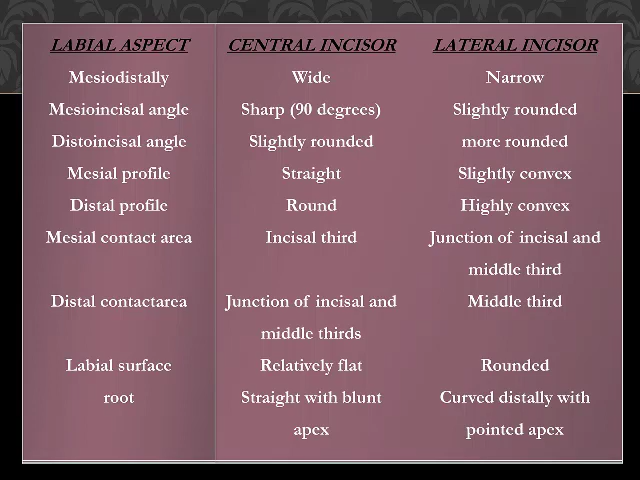 LABIAL ASPECT CENTRAL INCISOR LATERAL INCISOR
Mesiodistally Wide Narrow
Mesioincisal angle Sharp (90 degrees) Slightly rounded
Distoincisal angle Slightly rounded more rounded
Mesial profile Straight Slightly convex
Distal profile Round Highly convex
Mesial contact area Incisal third Junction of incisal and
middle third
Distal contactarea Junction of incisal and Middle third
middle thirds
Labial surface Relatively flat Rounded
root Straight with blunt Curved distally with
apex pointed apex